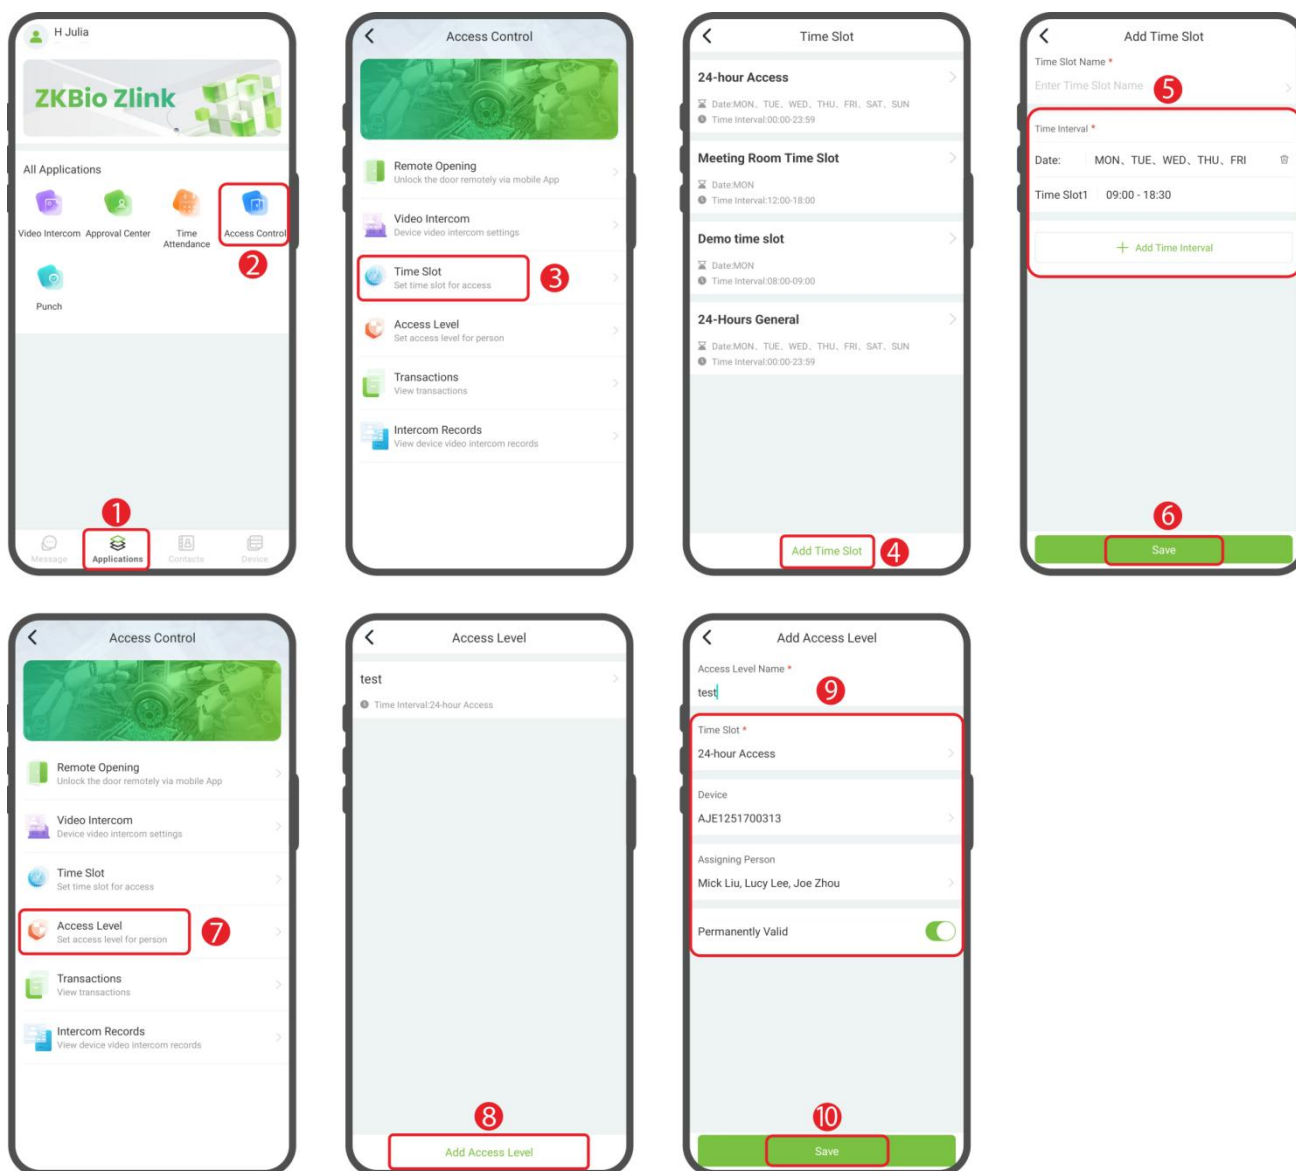 H Julia
ZKBio Zlink
All Applications
Video Intercom
Approval Center
Time
Attendance
Access Control
2
Punch
1
Message
Applications
Contacts
Device
Access Control
Remote Opening
Unlock the door remotely via mobile App
Video Intercom
Device video intercom settings
Time Slot
Set time slot for access
3
Access Level
Set access level for person
Transactions
View transactions
Intercom Records
View device video intercom records
Time Slot
24-hour Access
Date:MON、TUE、WED、THU、FRI、SAT、SUN
Time Interval:00:00-23:59
Meeting Room Time Slot
Date:MON
Time Interval:12:00-18:00
Demo time slot
Date:MON
Time Interval:08:00-09:00
24-Hours General
Date:MON、TUE、WED、THU、FRI、SAT、SUN
Time Interval:00:00-23:59
Add Time Slot
4
Add Time Slot
Time Slot Name *
Enter Time Slot Name
5
Time Interval *
Date: MON、TUE、WED、THU、FRI
Time Slot1 09:00 - 18:30
+ Add Time Interval
6
Save
Access Control
Remote Opening
Unlock the door remotely via mobile App
Video Intercom
Device video intercom settings
Time Slot
Set time slot for access
Access Level
Set access level for person
7
Transactions
View transactions
Intercom Records
View device video intercom records
Access Level
test
Time Interval:24-hour Access
8
Add Access Level
Add Access Level
Access Level Name *
test
9
Time Slot *
24-hour Access
Device
AJE1251700313
Assigning Person
Mick Liu, Lucy Lee, Joe Zhou
Permanently Valid
10
Save